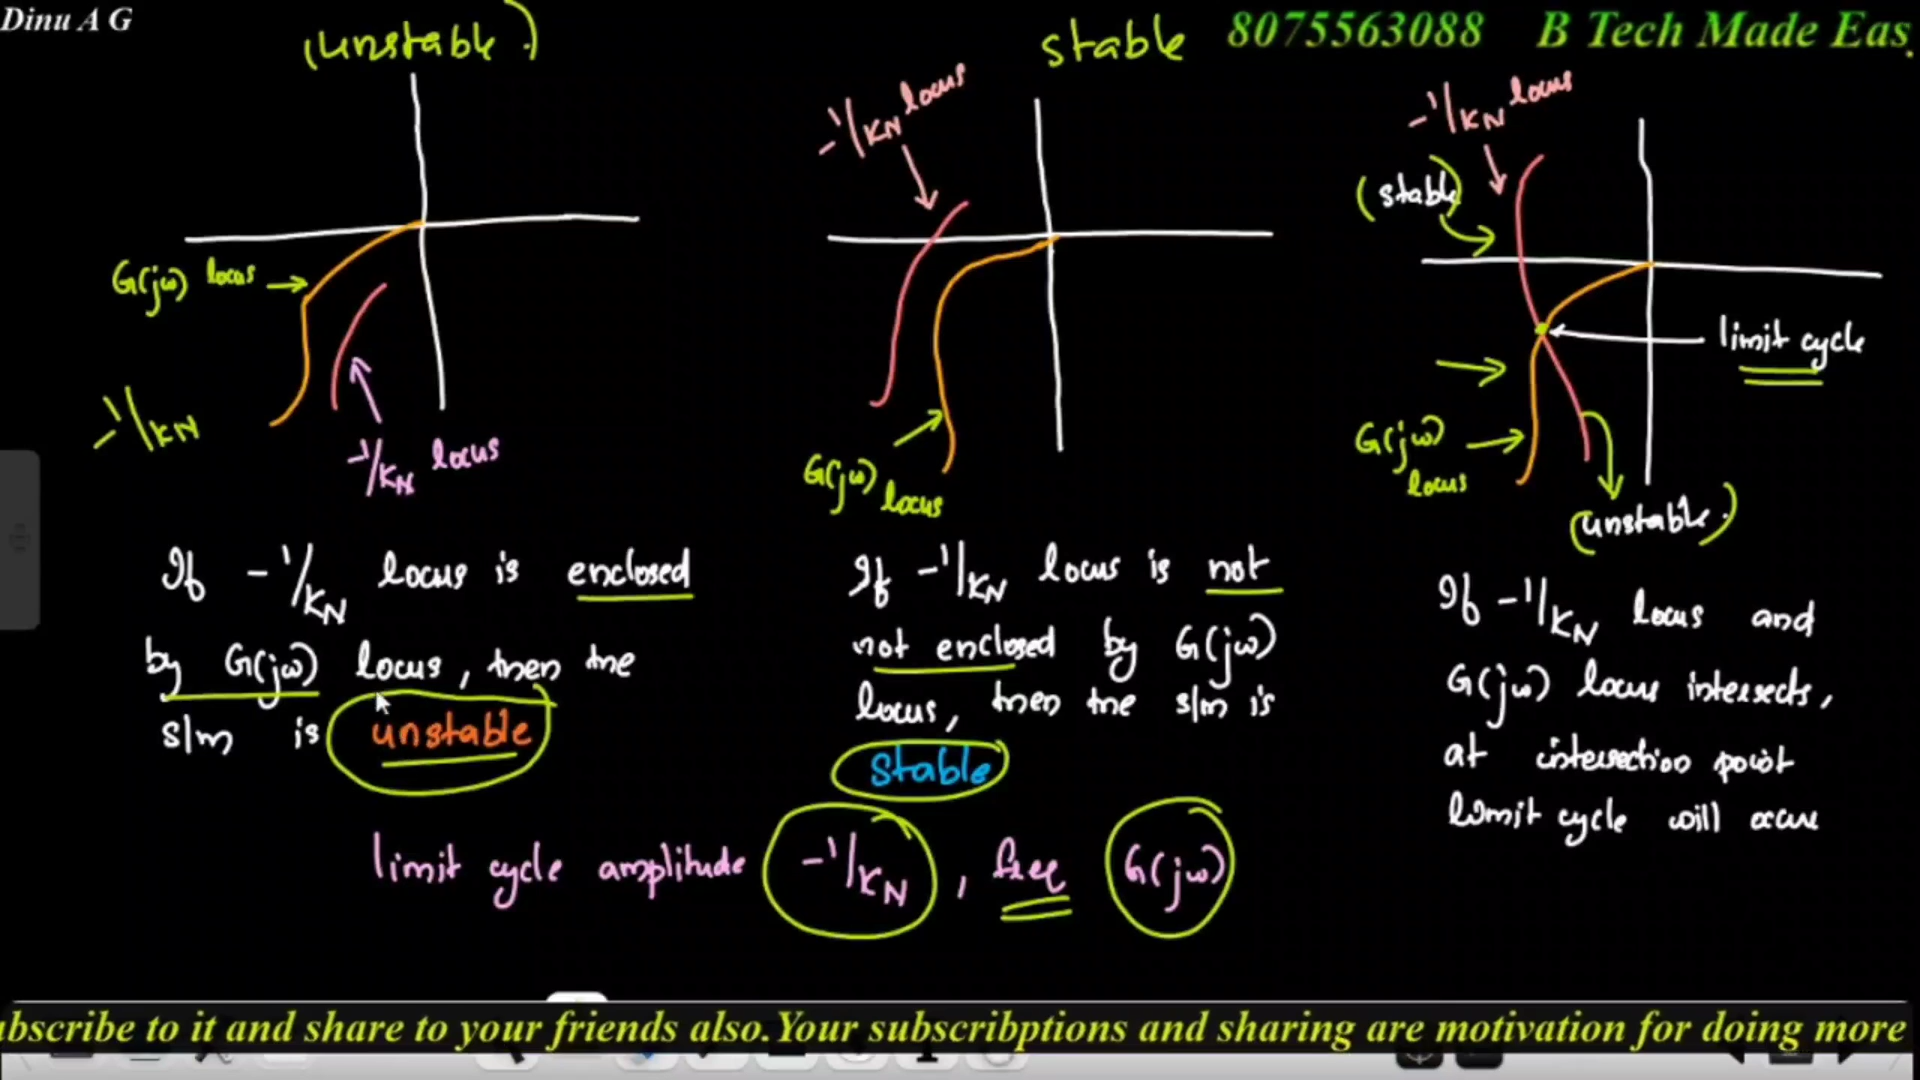 Dinu A G
8075563088 B Tech Made Eas
(unstable.)
G(jω) locus
-1/KN
-1/KN locus
If -1/KN locus is enclosed
by G(jω) locus, then the
s/m is unstable
stable
-1/KN locus
G(jω) locus
If -1/KN locus is not
not enclosed by G(jω)
locus, then the s/m is
stable
-1/KN locus
(stable)
limit cycle
G(jω)
locus
(unstable.)
If -1/KN locus and
G(jω) locus intersects,
at intersection point
limit cycle will occur
limit cycle amplitude -1/KN, freq G(jω)
ubscribe to it and share to your friends also.Your subscribptions and sharing are motivation for doing more